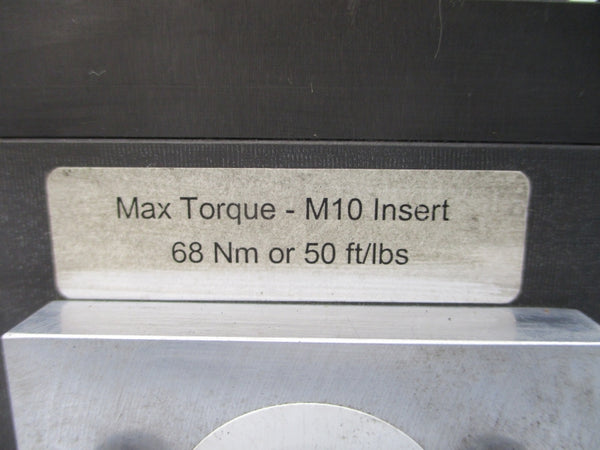 Max Torque - M10 Insert
68 Nm or 50 ft/lbs